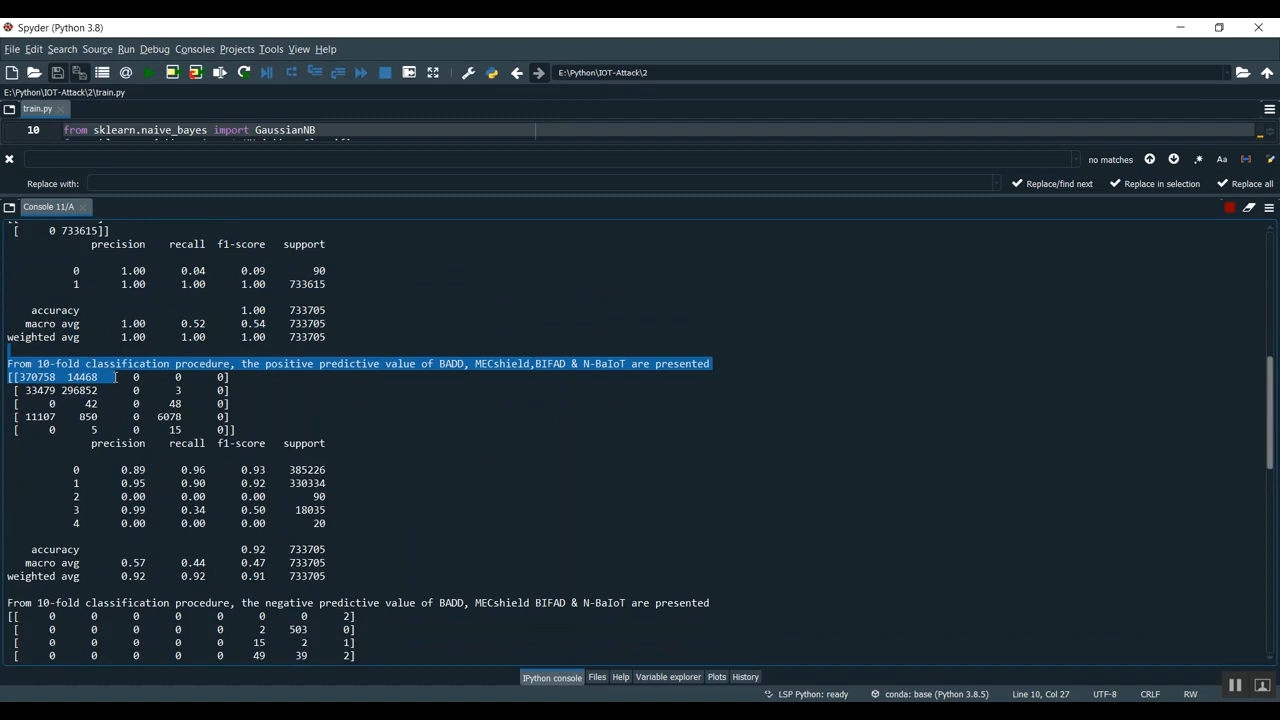 Spyder (Python 3.8)
File Edit Search Source Run Debug Consoles Projects Tools View Help
E:\Python\IOT-Attack\2
E:\Python\IOT-Attack\2\train.py
train.py
10 from sklearn.naive_bayes import GaussianNB
no matches
Aa
Replace with:
Replace/find next Replace in selection Replace all
Console 11/A
[[
[ 0 733615]]
precision recall f1-score support
0 1.00 0.04 0.09 90
1 1.00 1.00 1.00 733615
accuracy 1.00 733705
macro avg 1.00 0.52 0.54 733705
weighted avg 1.00 1.00 1.00 733705
From 10-fold classification procedure, the positive predictive value of BADD, MECshield,BIFAD & N-BaIoT are presented
[[370758 14468 0 0 0]
[ 33479 296852 0 3 0]
[ 0 42 0 48 0]
[ 11107 850 0 6078 0]
[ 0 5 0 15 0]]
precision recall f1-score support
0 0.89 0.96 0.93 385226
1 0.95 0.90 0.92 330334
2 0.00 0.00 0.00 90
3 0.99 0.34 0.50 18035
4 0.00 0.00 0.00 20
accuracy 0.92 733705
macro avg 0.57 0.44 0.47 733705
weighted avg 0.92 0.92 0.91 733705
From 10-fold classification procedure, the negative predictive value of BADD, MECshield BIFAD & N-BaIoT are presented
[[ 0 0 0 0 0 0 2]
[ 0 0 0 0 2 503 0]
[ 0 0 0 0 15 2 1]
[ 0 0 0 0 49 39 2]
IPython console Files Help Variable explorer Plots History
LSP Python: ready conda: base (Python 3.8.5) Line 10, Col 27 UTF-8 CRLF RW